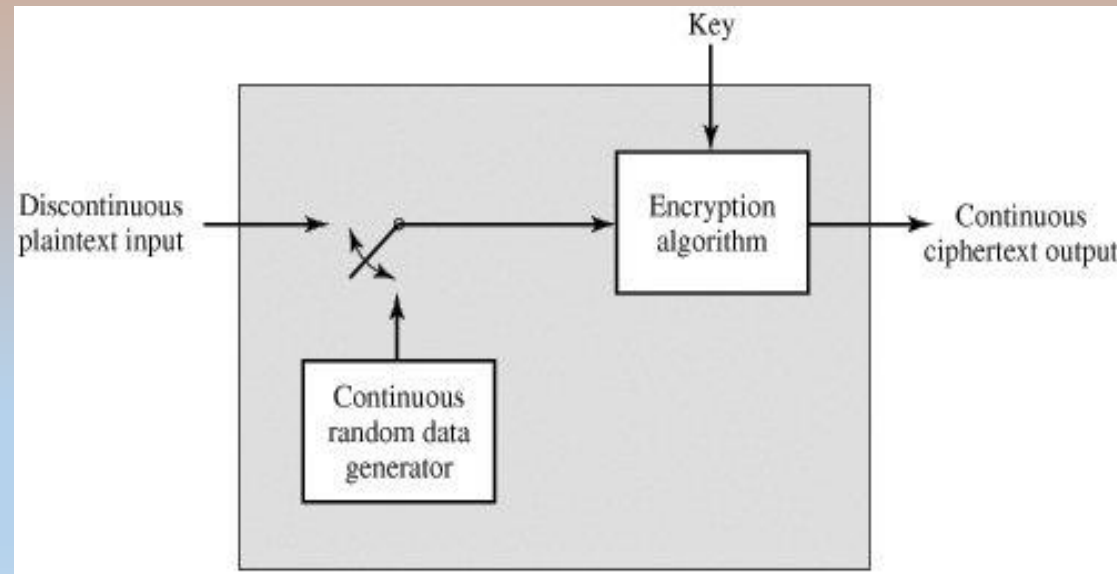 Key
Discontinuous
plaintext input
Encryption
algorithm
Continuous
ciphertext output
Continuous
random data
generator